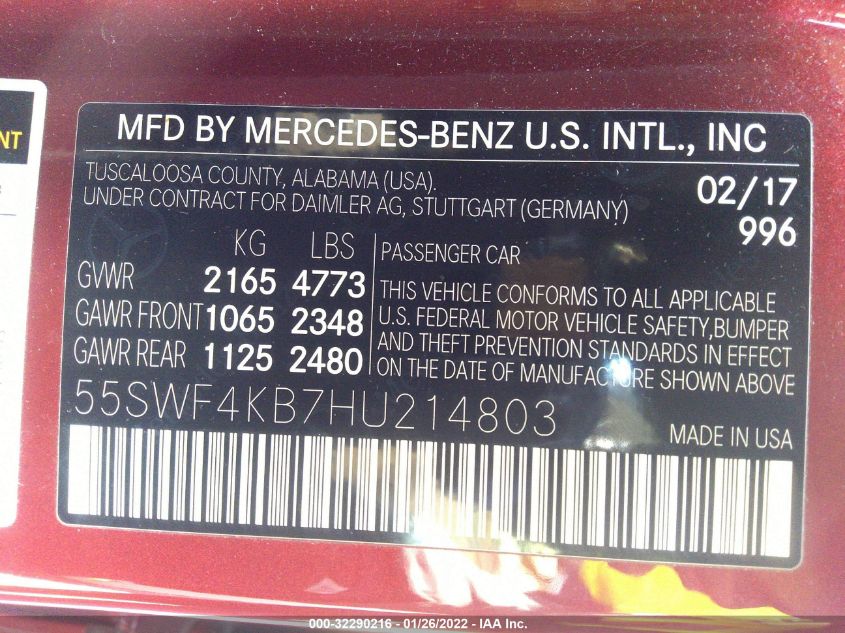 NT
MFD BY MERCEDES-BENZ U.S. INTL., INC
TUSCALOOSA COUNTY, ALABAMA (USA).
UNDER CONTRACT FOR DAIMLER AG, STUTTGART (GERMANY)
02/17
996
KG LBS
GVWR 2165 4773
GAWR FRONT 1065 2348
GAWR REAR 1125 2480
PASSENGER CAR
THIS VEHICLE CONFORMS TO ALL APPLICABLE
U.S. FEDERAL MOTOR VEHICLE SAFETY,BUMPER
AND THEFT PREVENTION STANDARDS IN EFFECT
ON THE DATE OF MANUFACTURE SHOWN ABOVE
55SWF4KB7HU214803
MADE IN USA
000-32290216 - 01/26/2022 - IAA Inc.